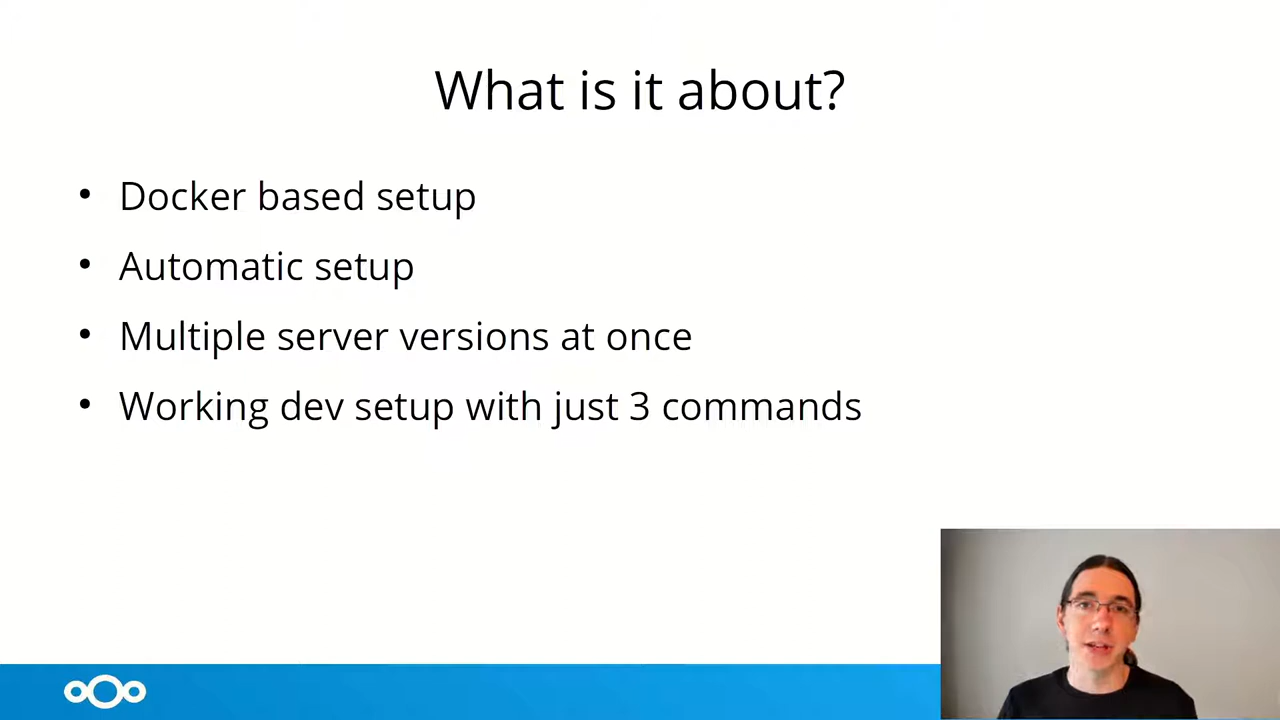 What is it about?
• Docker based setup
• Automatic setup
• Multiple server versions at once
• Working dev setup with just 3 commands